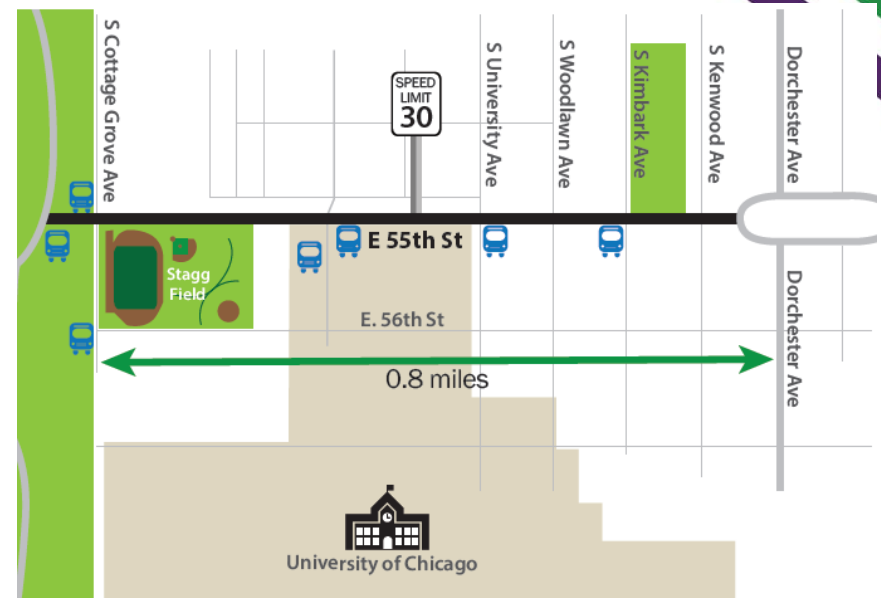 S Cottage Grove Ave
SPEED
LIMIT
30
S University Ave
S Woodlawn Ave
S Kimbark Ave
S Kenwood Ave
Dorchester Ave
E 55th St
Stagg
Field
E. 56th St
Dorchester Ave
0.8 miles
University of Chicago